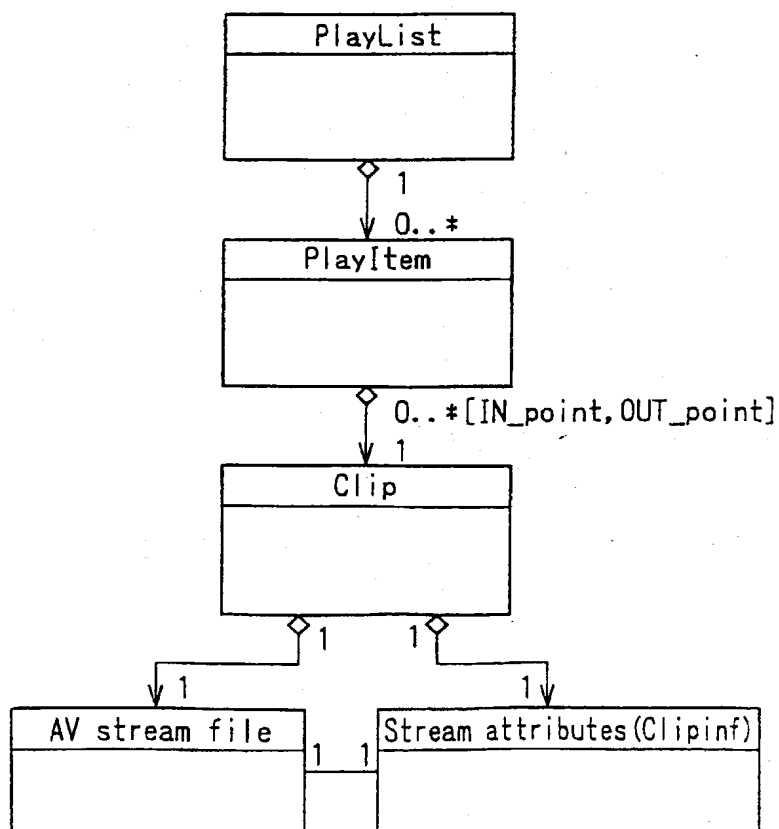 PlayList
1
0..*
PlayItem
0..*[IN_point,OUT_point]
1
Clip
1 1
1 1
AV stream file Stream attributes(Clipinf)
1 1